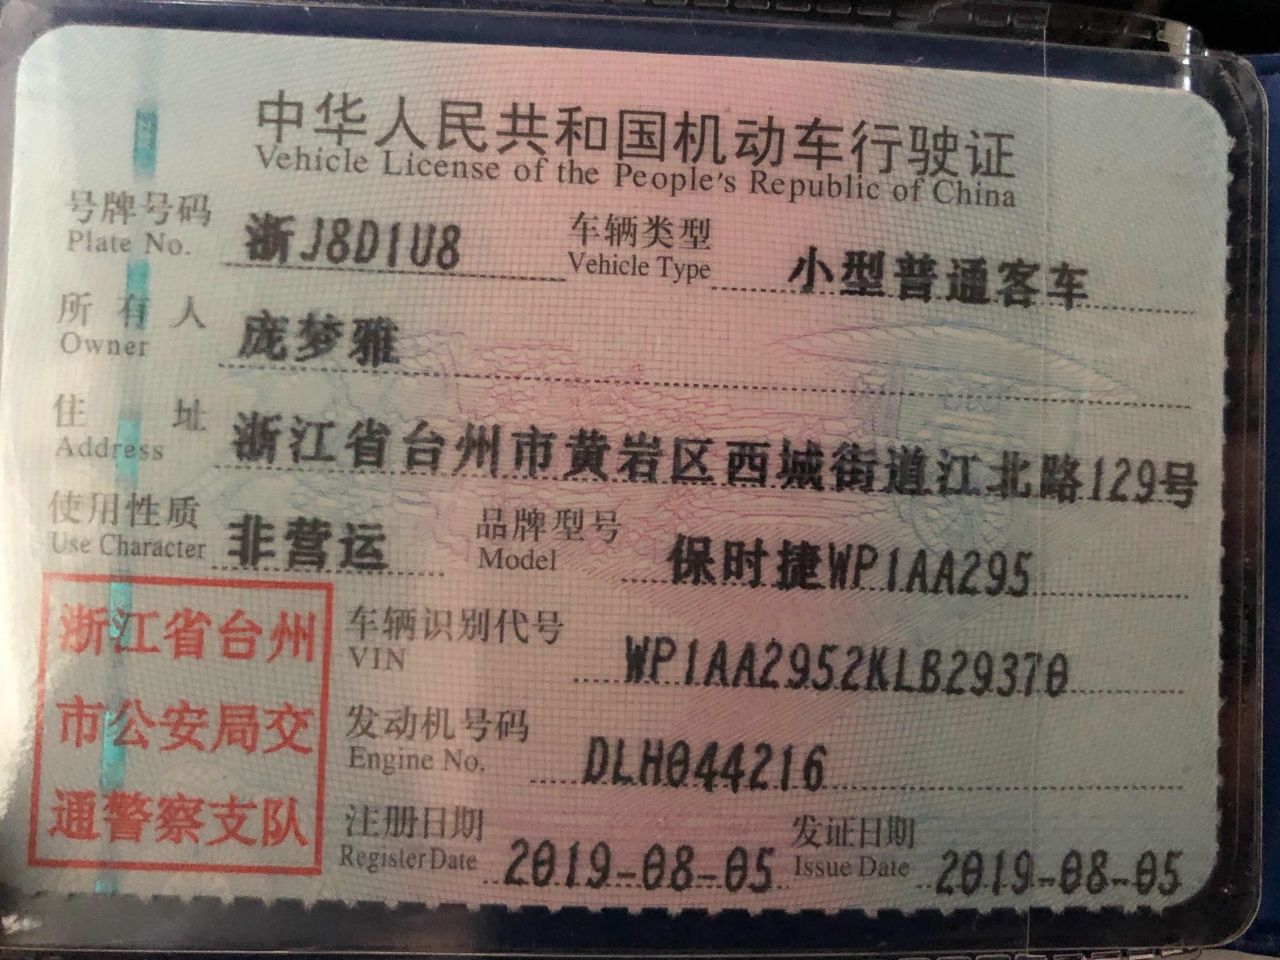 中华人民共和国机动车行驶证
Vehicle License of the People's Republic of China
号牌号码 浙J8D1U8 车辆类型 小型普通客车
Plate No. Vehicle Type
所有人 庞梦雅
Owner
住址 浙江省台州市黄岩区西城街道江北路129号
Address
使用性质 非营运 品牌型号 保时捷WP1AA295
Use Character Model
浙江省台州
市公安局交
通警察支队
车辆识别代号 WP1AA2952KLB29370
VIN
发动机号码 DLH044216
Engine No.
注册日期 2019-08-05 发证日期 2019-08-05
Register Date Issue Date